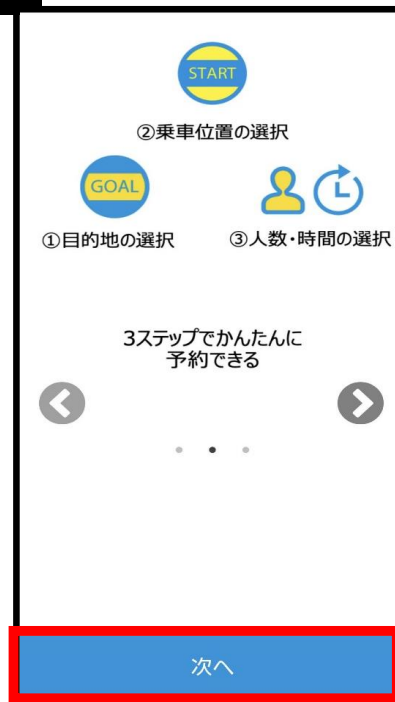 START
②乗車位置の選択
GOAL
①目的地の選択
③人数・時間の選択
3ステップでかんたんに
予約できる
次へ